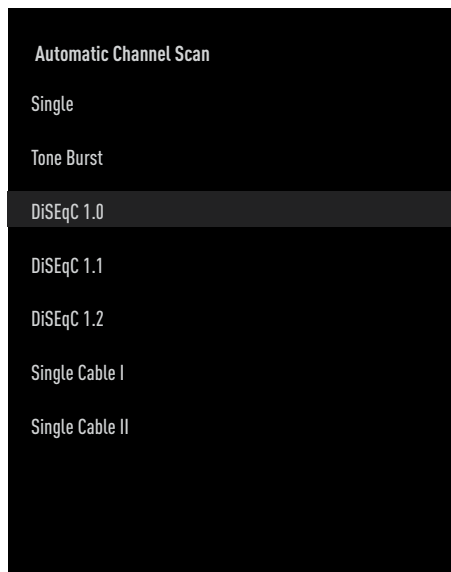 Automatic Channel Scan
Single
Tone Burst
DiSEqC 1.0
DiSEqC 1.1
DiSEqC 1.2
Single Cable I
Single Cable II